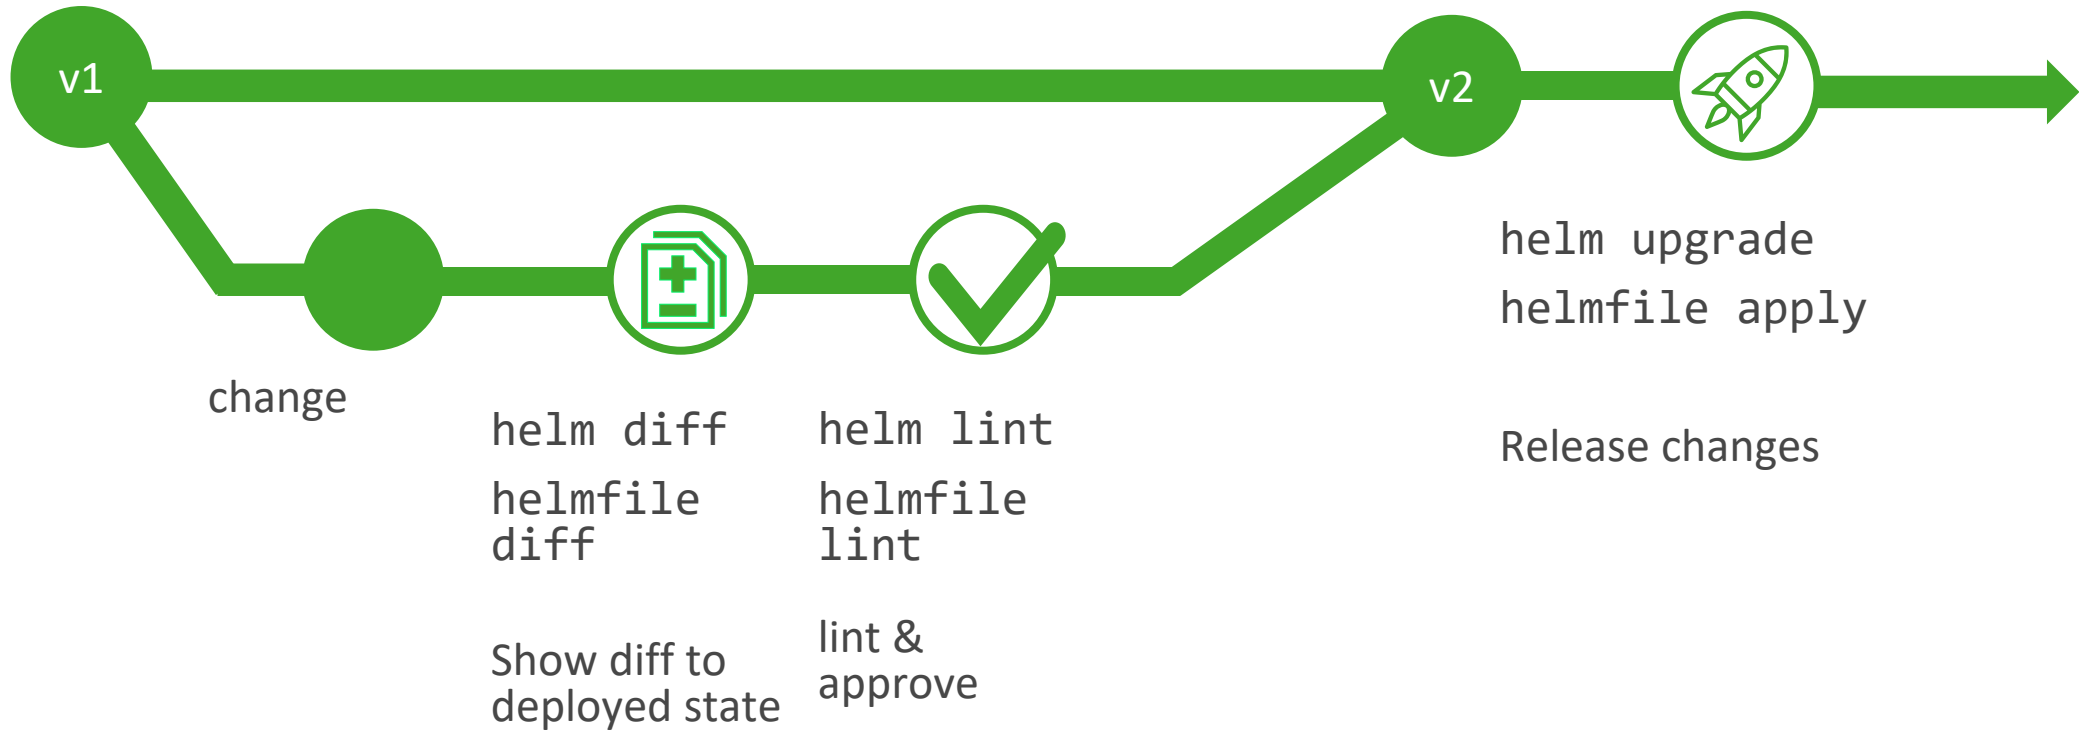 v1
v2
change
helm diff
helmfile
diff
Show diff to
deployed state
helm lint
helmfile
lint
lint &
approve
helm upgrade
helmfile apply
Release changes